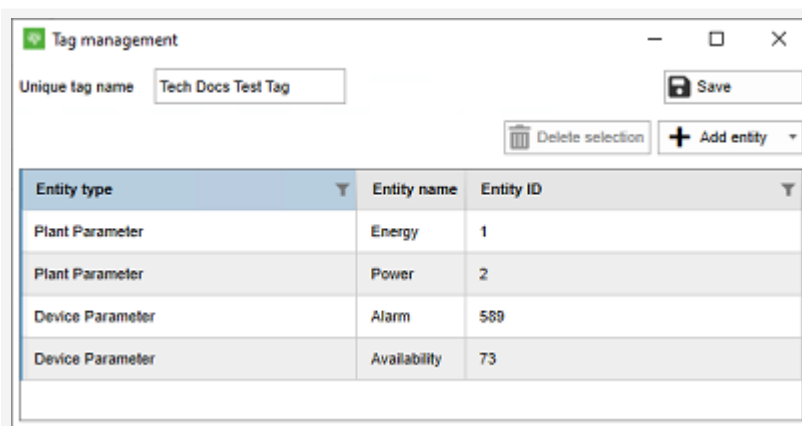 Tag management
Unique tag name Tech Docs Test Tag Save
Delete selection Add entity
Entity type Entity name Entity ID
Plant Parameter Energy 1
Plant Parameter Power 2
Device Parameter Alarm 589
Device Parameter Availability 73